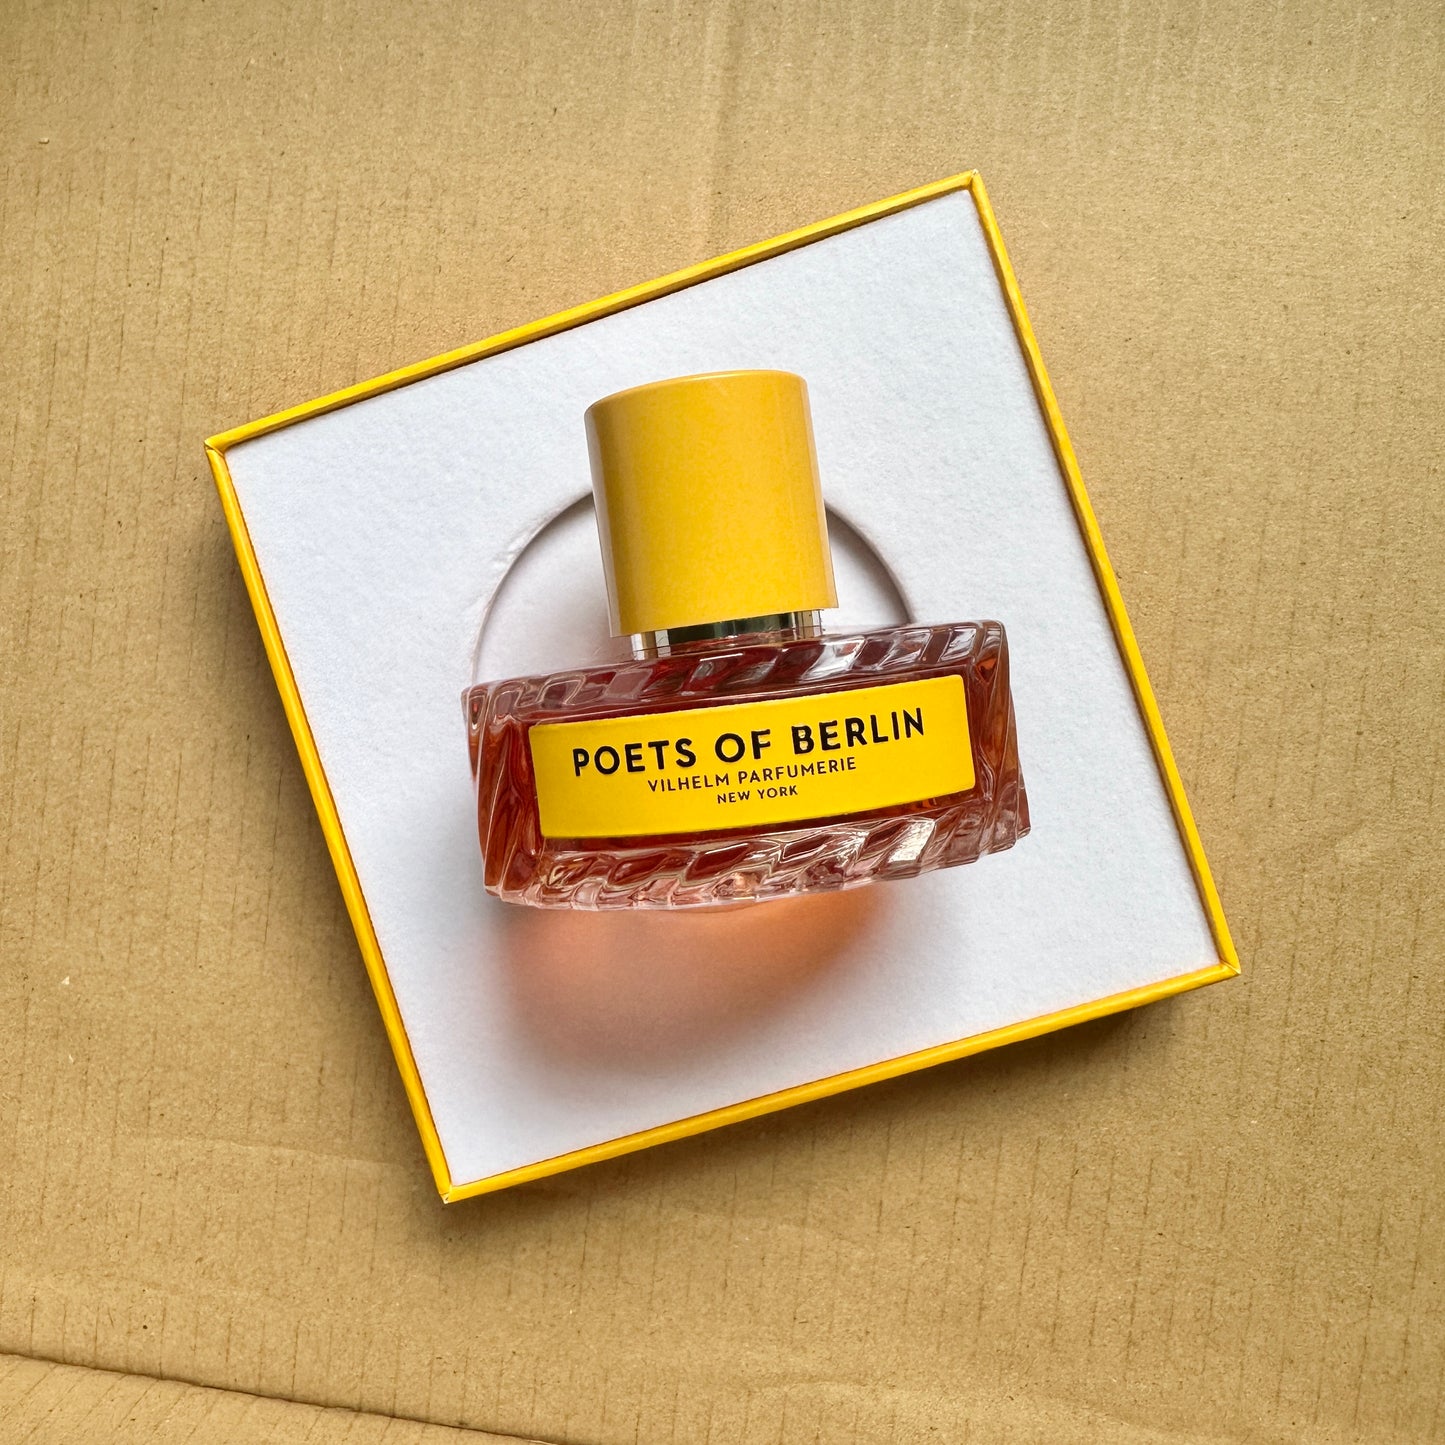 POETS OF BERLIN
VILHELM PARFUMERIE
NEW YORK